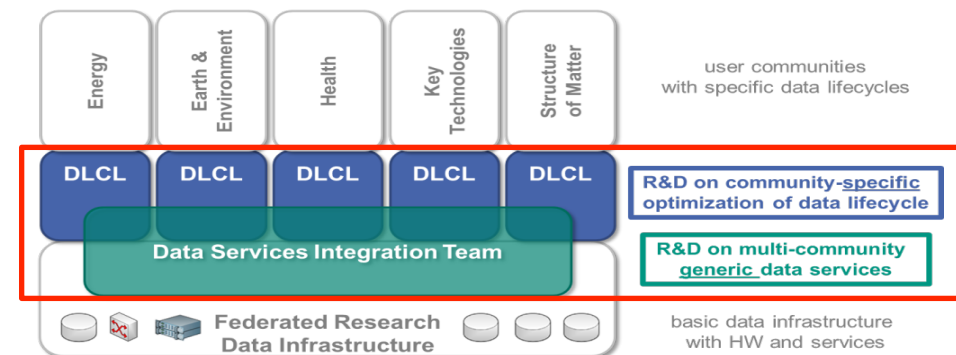 Energy
Earth &
Environment
Health
Key
Technologies
Structure
of Matter
user communities
with specific data lifecycles
DLCL
DLCL
DLCL
DLCL
DLCL
R&D on community-specific
optimization of data lifecycle
Data Services Integration Team
R&D on multi-community
generic data services
Federated Research
Data Infrastructure
basic data infrastructure
with HW and services